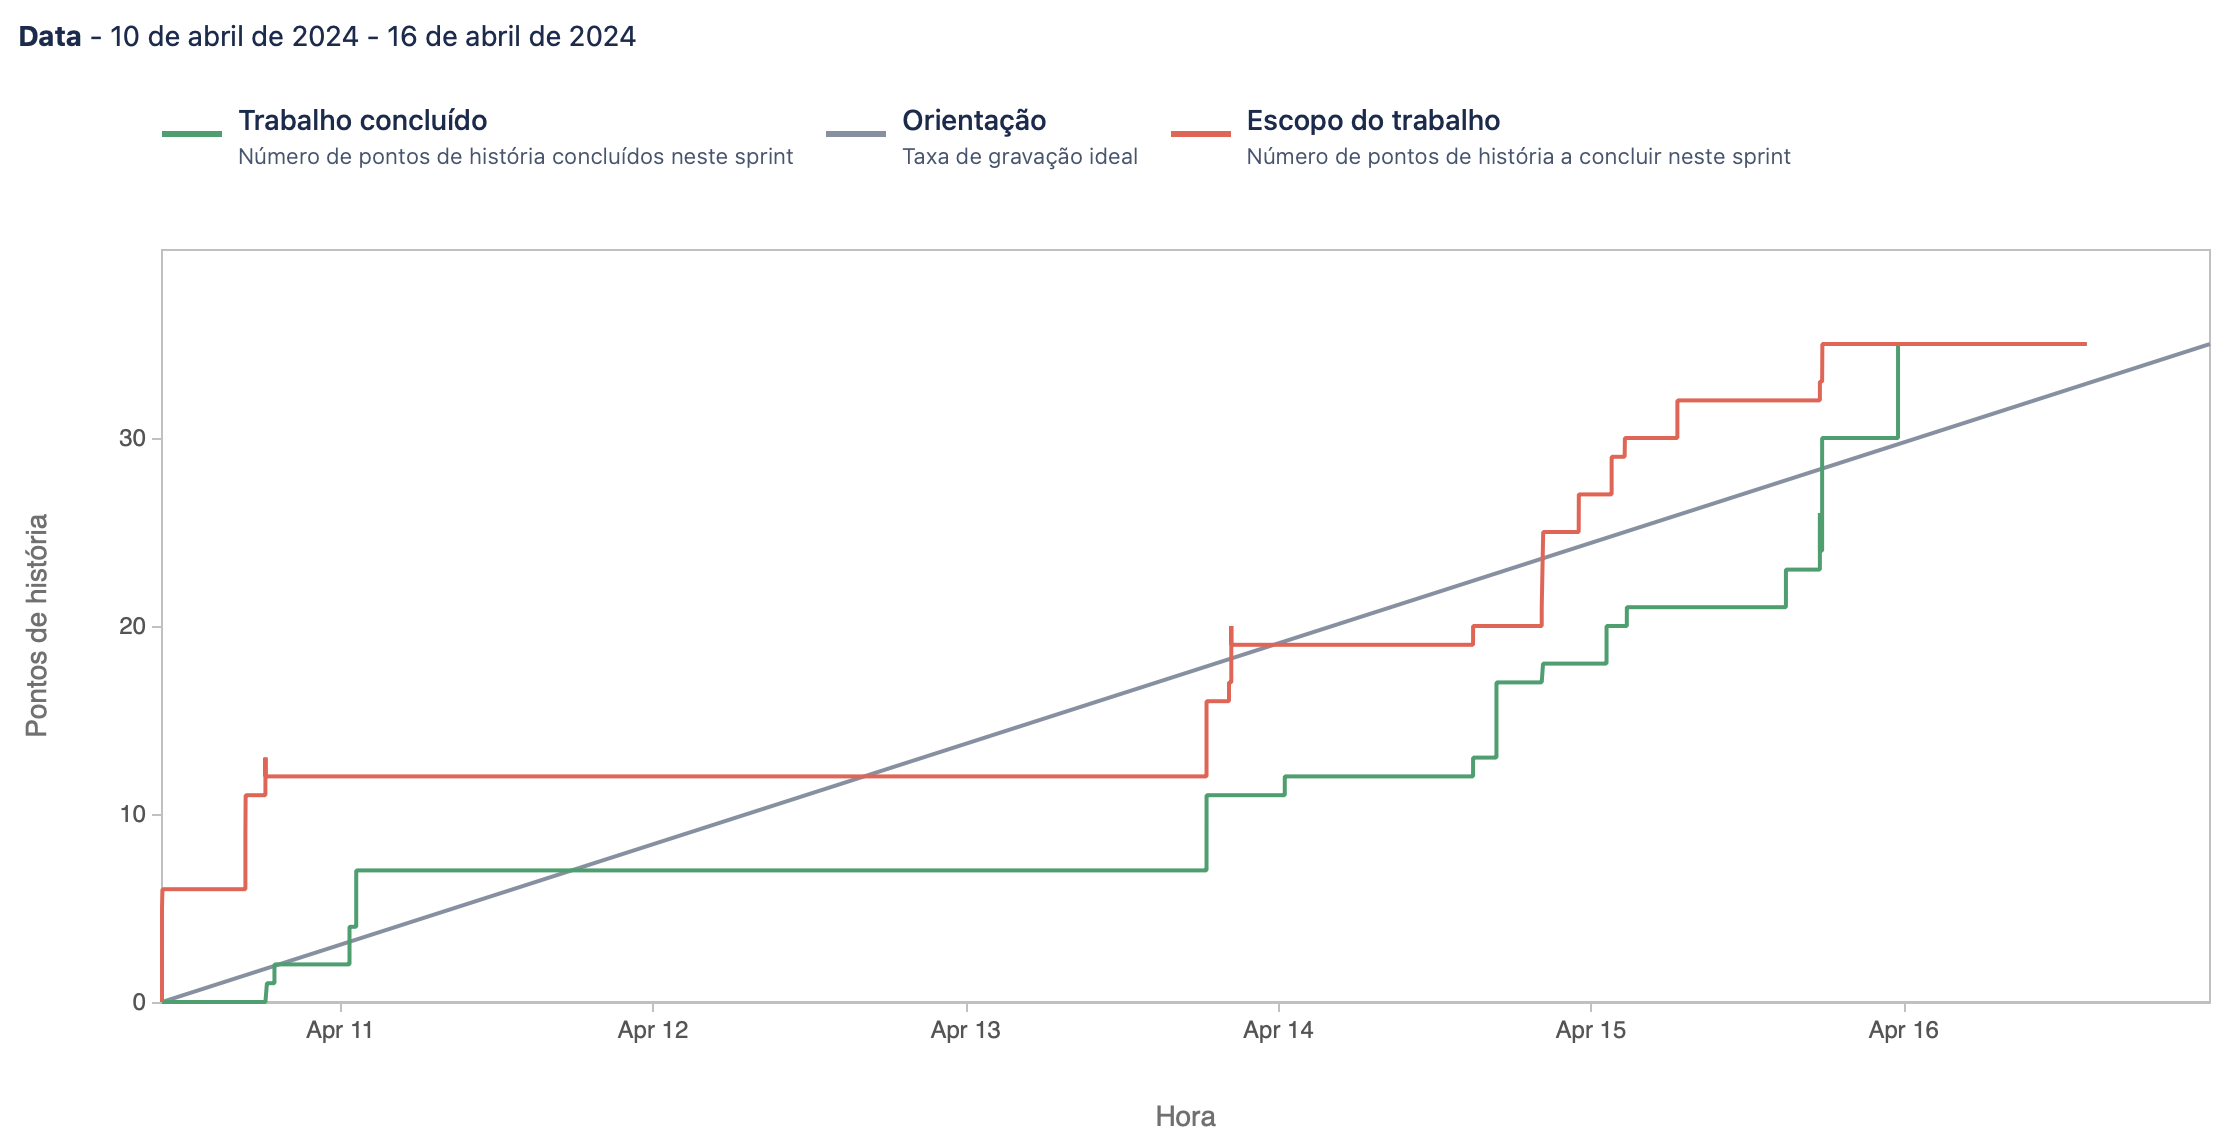 Data - 10 de abril de 2024 - 16 de abril de 2024
Trabalho concluído
Número de pontos de história concluídos neste sprint
Orientação
Taxa de gravação ideal
Escopo do trabalho
Número de pontos de história a concluir neste sprint
Pontos de história
30
20
10
0
Apr 11
Apr 12
Apr 13
Apr 14
Apr 15
Apr 16
Hora